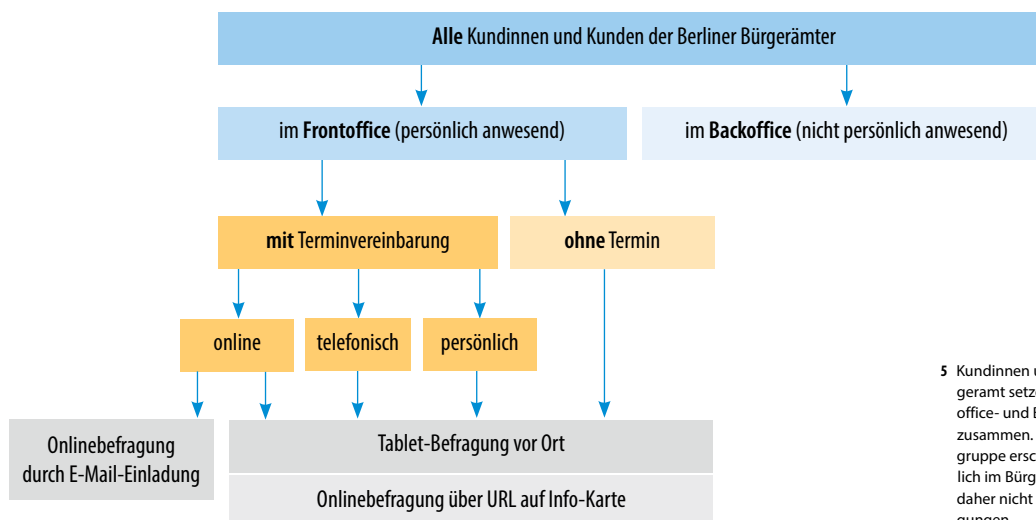 Alle Kundinnen und Kunden der Berliner Bürgerämter
im Frontoffice (persönlich anwesend)
im Backoffice (nicht persönlich anwesend)
mit Terminvereinbarung
ohne Termin
online
telefonisch
persönlich
Onlinebefragung
durch E-Mail-Einladung
Tablet-Befragung vor Ort
Onlinebefragung über URL auf Info-Karte
5 Kundinnen u
geramt setz
office- und
zusammen.
gruppe ersc
lich im Bürg
daher nicht
gungen